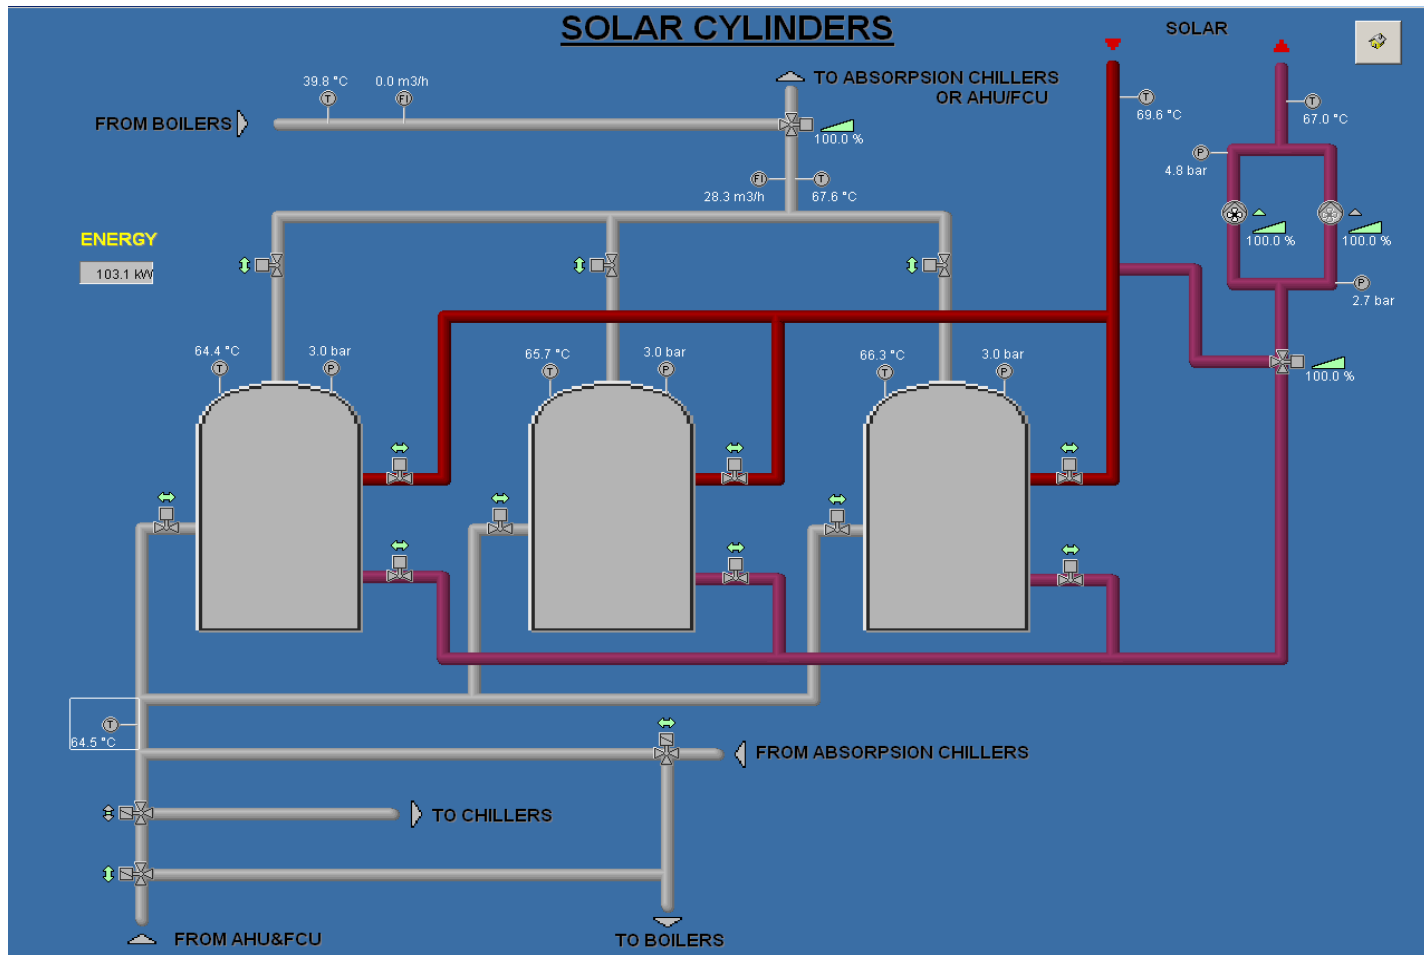 SOLAR CYLINDERS
SOLAR
TO ABSORPSION CHILLERS
OR AHU/FCU
39.8 °C
0.0 m3/h
T
FI
FROM BOILERS
100.0 %
T
69.6 °C
T
67.0 °C
P
4.8 bar
FI
T
28.3 m3/h
67.6 °C
ENERGY
103.1 kW
100.0 %
100.0 %
P
2.7 bar
64.4 °C
3.0 bar
T
P
65.7 °C
3.0 bar
T
P
66.3 °C
3.0 bar
T
P
100.0 %
T
64.5 °C
FROM ABSORPSION CHILLERS
TO CHILLERS
FROM AHU&FCU
TO BOILERS